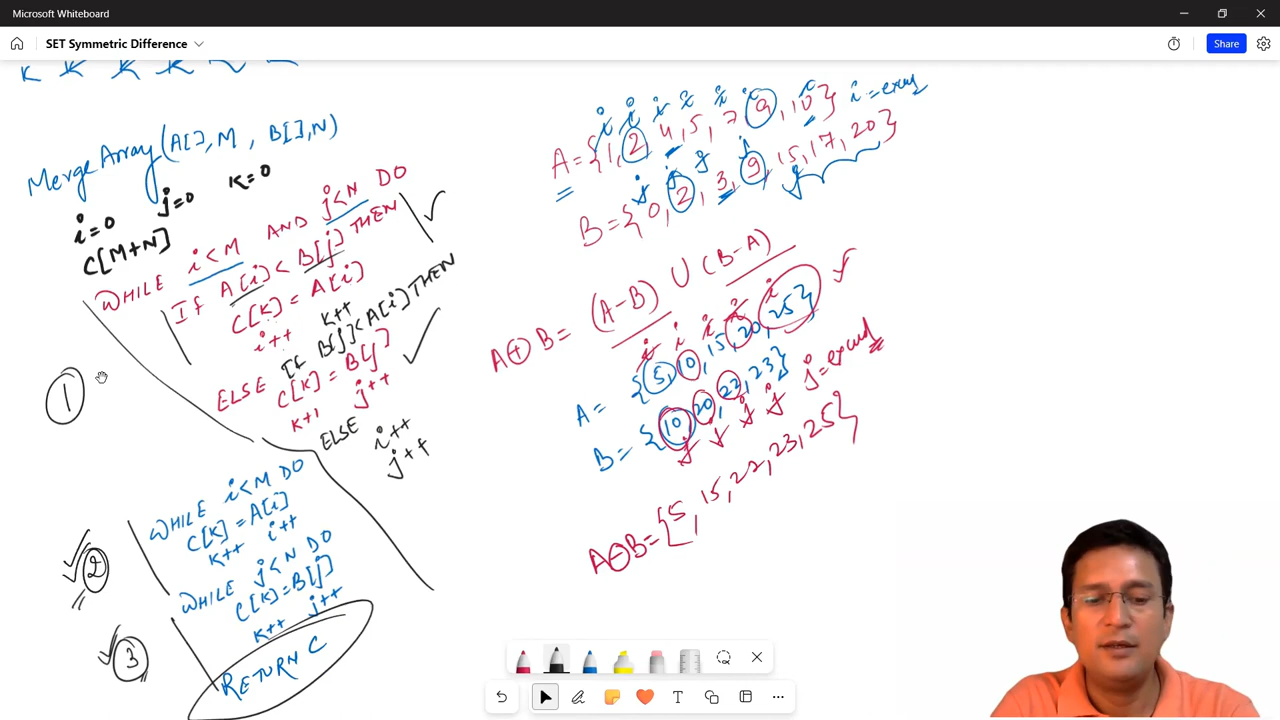 Microsoft Whiteboard
SET Symmetric Difference
Share
K K K K
MergeArray(A[],M , B[],N)
i=0 j=0 K=0
C[M+N]
WHILE i<M AND j<N DO
If A[i] < B[j] THEN
C[K] = A[i]
i++ K++
ELSE If B[j]<A[i] THEN
C[K] = B[j]
K+1 j++
ELSE i++
j++
1
WHILE i<M DO
C[K] = A[i]
K++ i++
2
WHILE j<N DO
C[K]=B[j]
K++ j++
3
RETURN C
i i i i i i i
A={1,2,4,5,7,9,10}
j j j j
B={0,2,3,9,15,17,20}
j
A⊕B= (A-B) U (B-A)
i i i i i
A= {5,10,15,20,25}
B= {10,20,22,23}
j j j j
A⊖B={5,15,22,23,25}